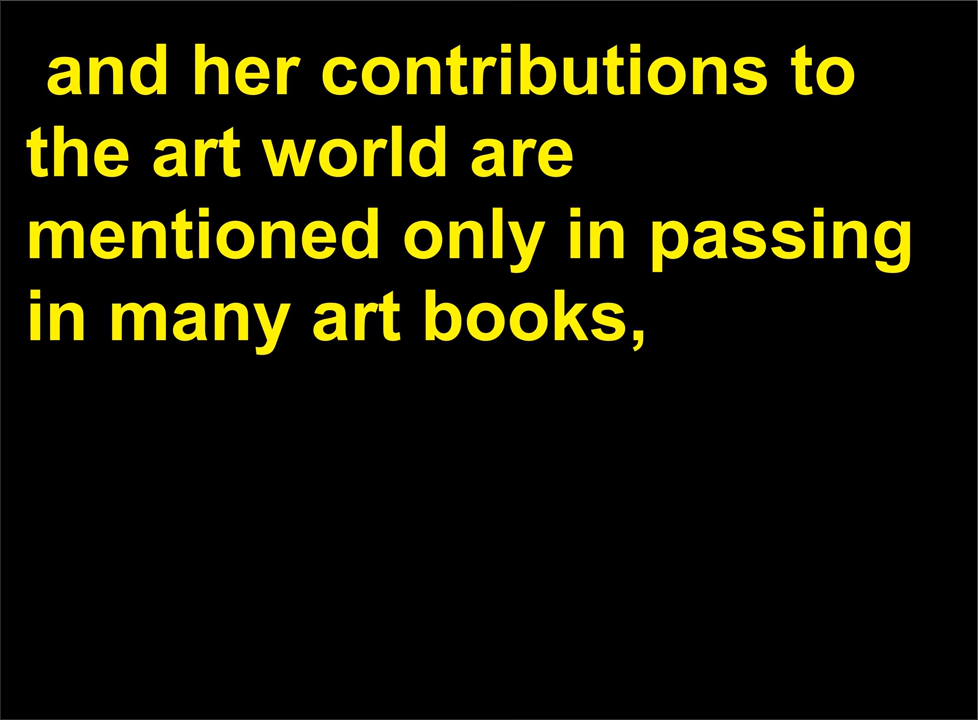 and her contributions to
the art world are
mentioned only in passing
in many art books,